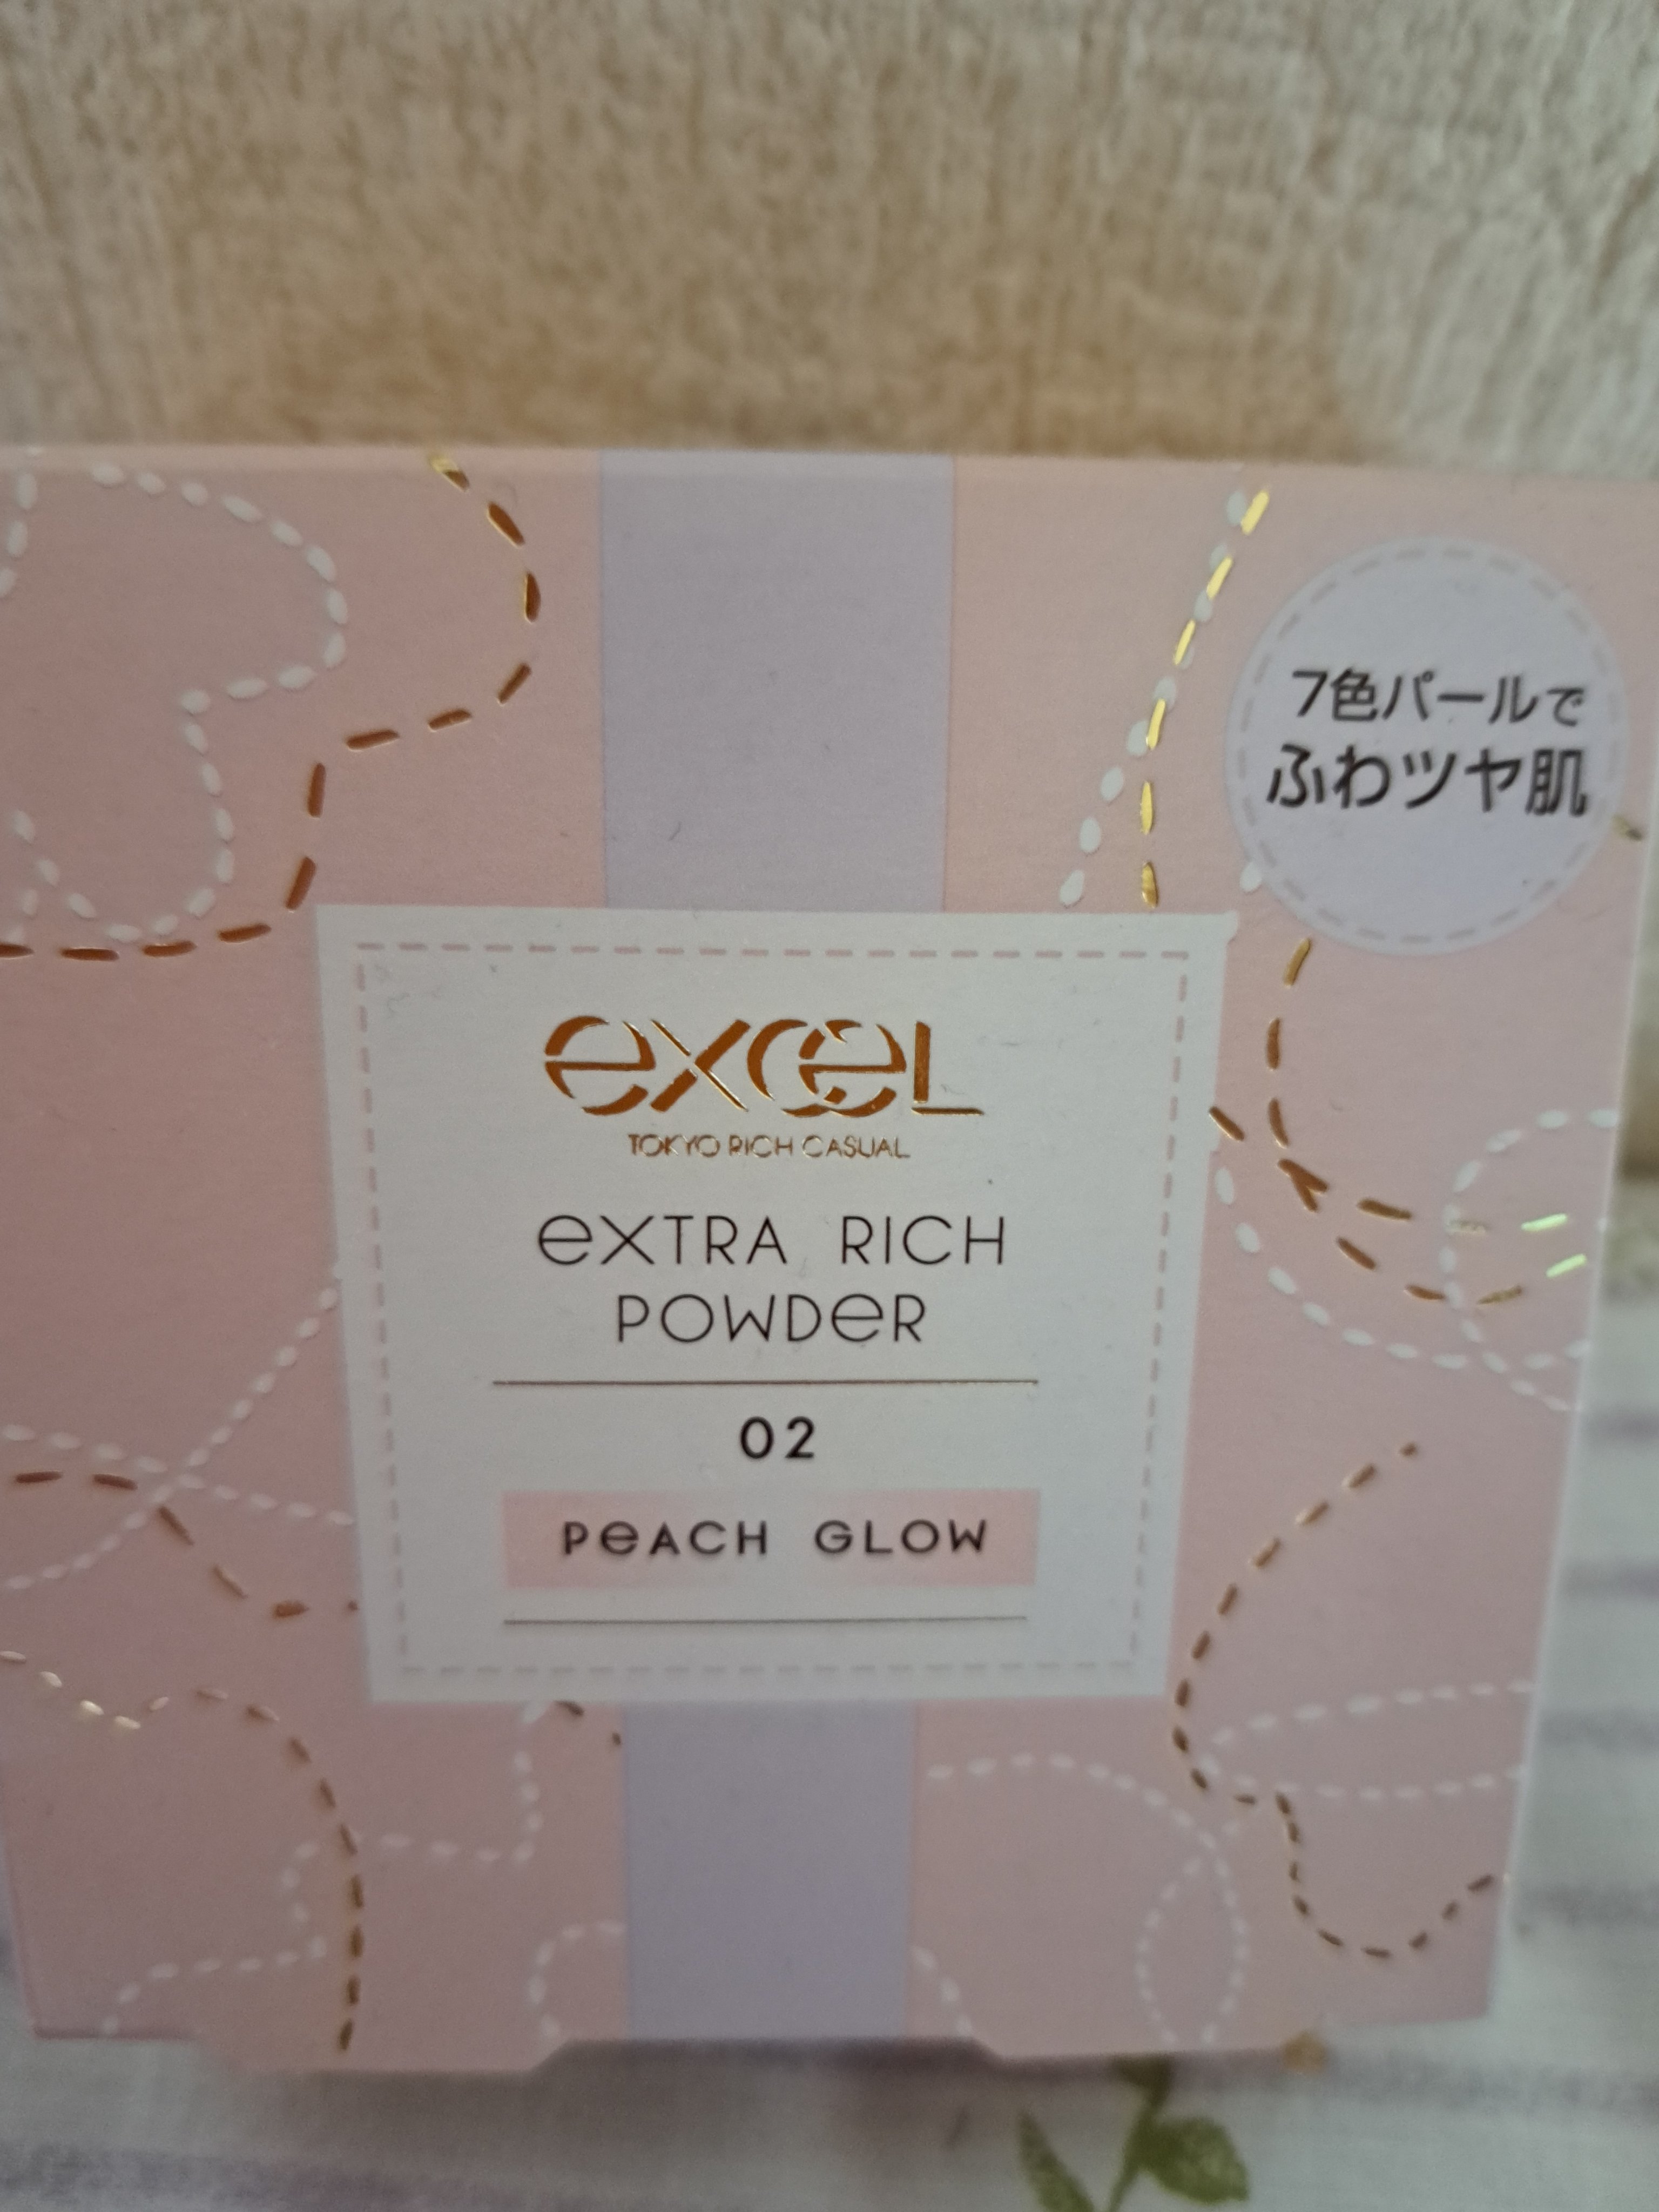 7色パールで
ふわツヤ肌
excel
TOKYO RICH CASUAL
eXTRA RICH
POWDeR
02
PeACH GLOW